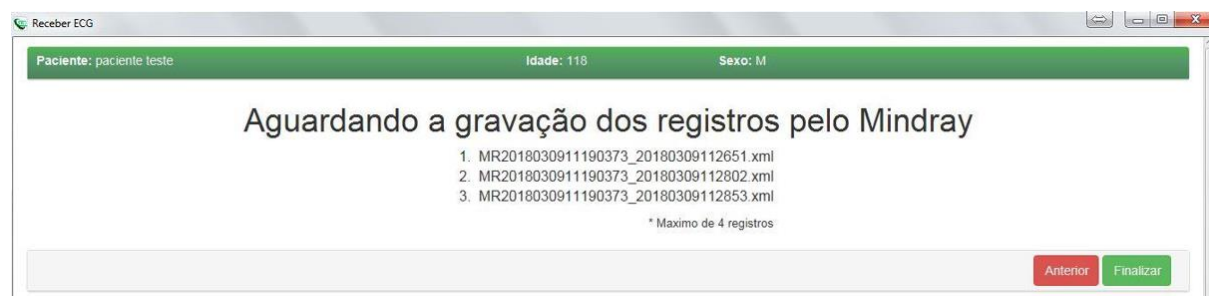 Receber ECG
Paciente: paciente teste Idade: 118 Sexo: M
Aguardando a gravação dos registros pelo Mindray
1. MR2018030911190373_20180309112651.xml
2. MR2018030911190373_20180309112802.xml
3. MR2018030911190373_20180309112853.xml
* Maximo de 4 registros
Anterior Finalizar